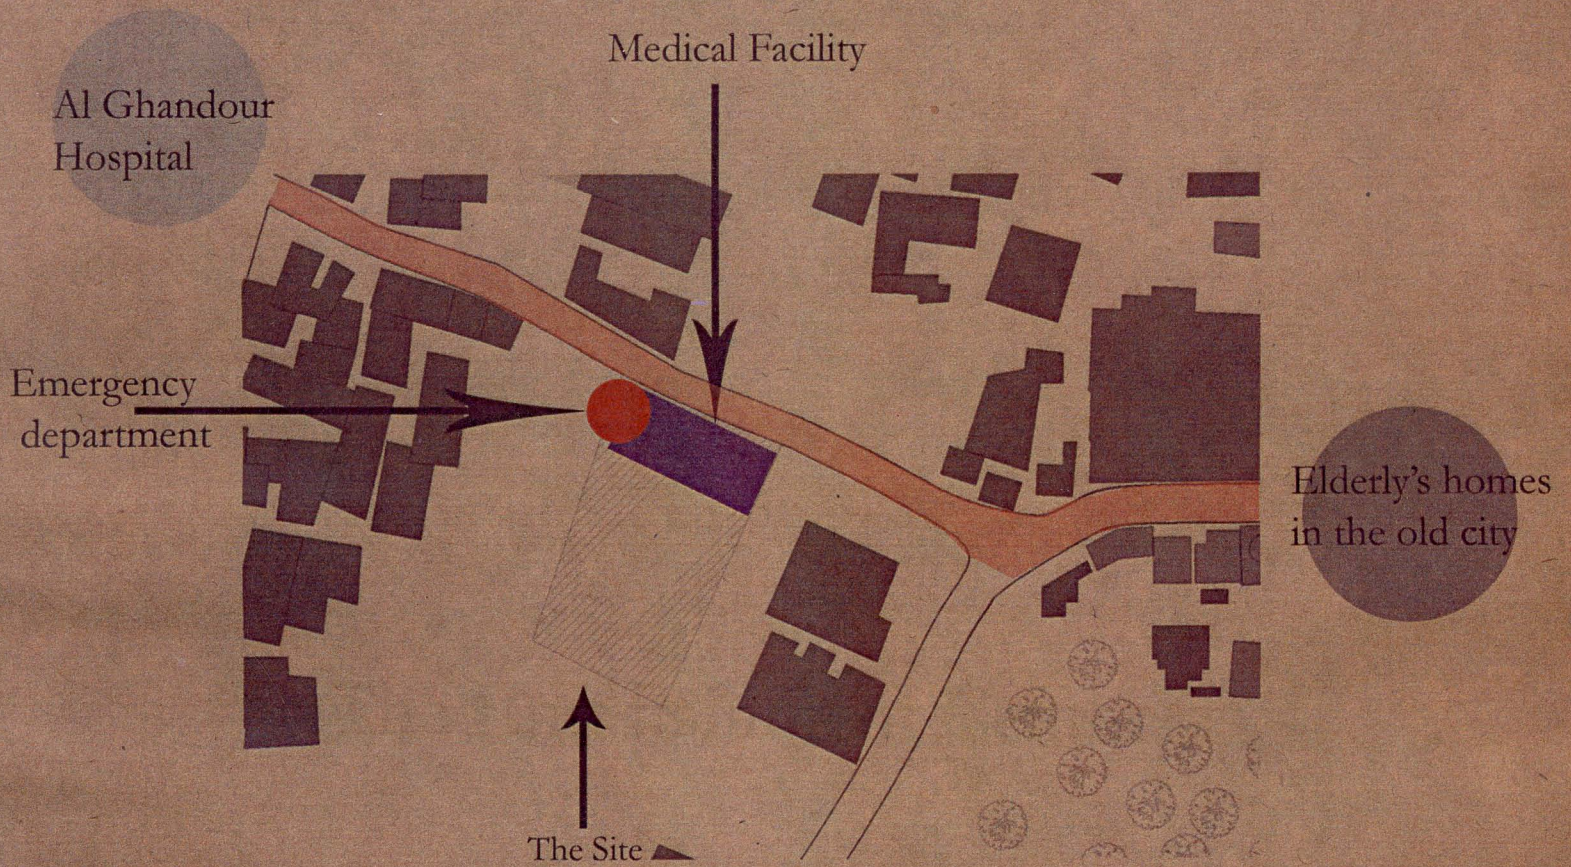 Medical Facility
Al Ghandour
Hospital
Emergency
department
Elderly's homes
in the old city
The Site